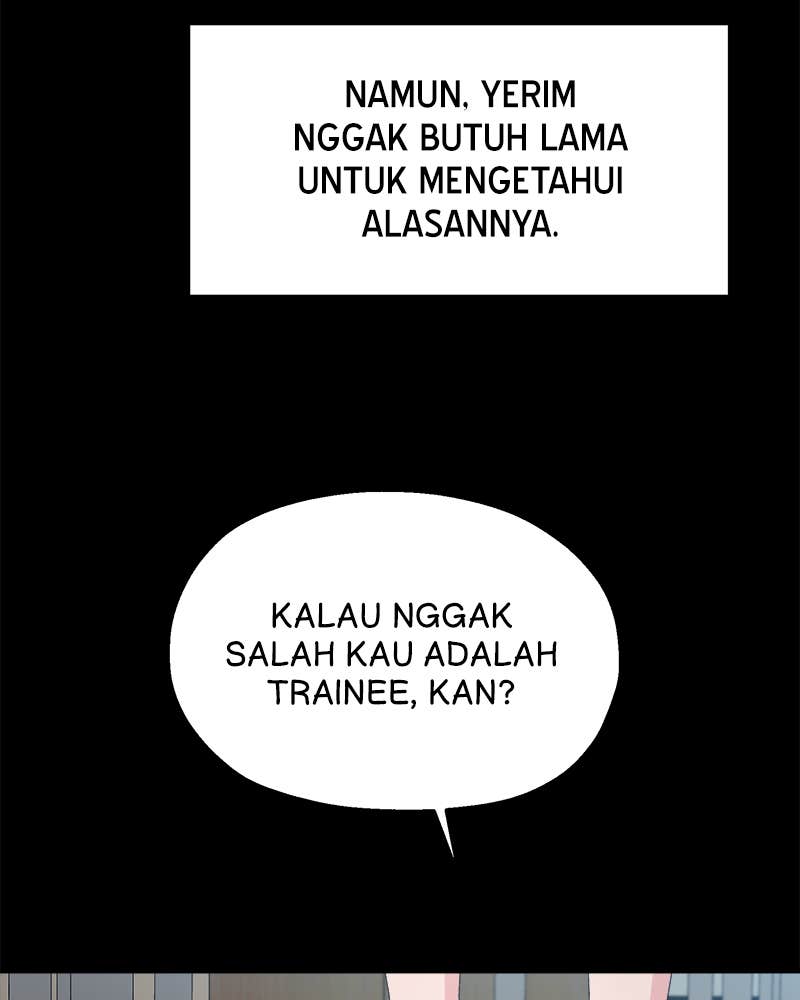 NAMUN, YERIM
NGGAK BUTUH LAMA
UNTUK MENGETAHUI
ALASANNYA.
KALAU NGGAK
SALAH KAU ADALAH
TRAINEE, KAN?